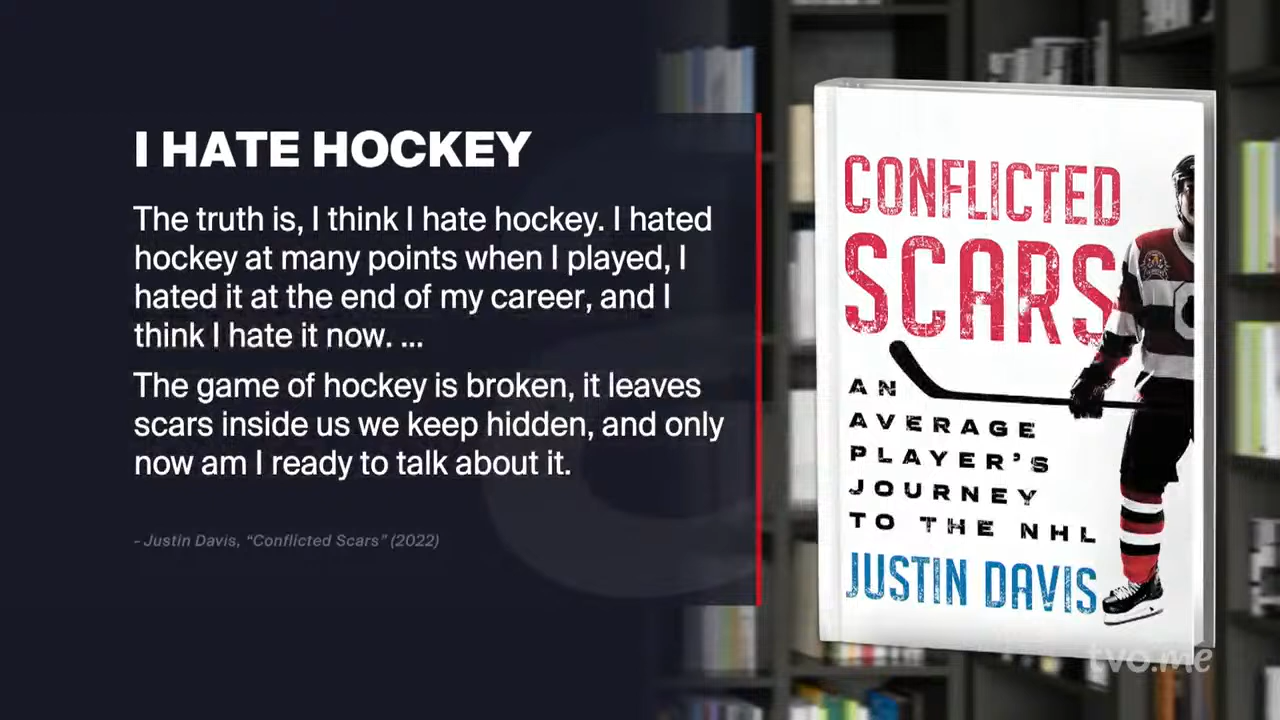 I HATE HOCKEY
The truth is, I think I hate hockey. I hated
hockey at many points when I played, I
hated it at the end of my career, and I
think I hate it now. ...
The game of hockey is broken, it leaves
scars inside us we keep hidden, and only
now am I ready to talk about it.
- Justin Davis, “Conflicted Scars” (2022)
CONFLICTED
SCARS
AN
AVERAGE
PLAYER’S
JOURNEY
TO THE NHL
JUSTIN DAVIS
tvo.me